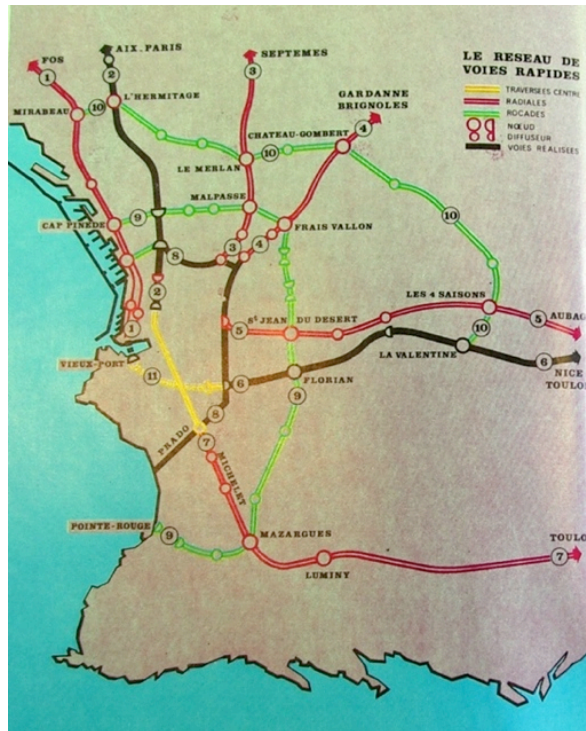 LE RESEAU DE
VOIES RAPIDES
TRAVERSEES CENTRE
RADIALES
ROCADES
NŒUD
DIFFUSEUR
VOIES REALISEES
FOS
AIX. PARIS
SEPTEMES
GARDANNE
BRIGNOLES
1
2
3
4
MIRABEAU
10
L'HERMITAGE
CHATEAU-GOMBERT
LE MERLAN
10
MALPASSE
CAP PINEDE
9
FRAIS VALLON
10
8
3
4
2
LES 4 SAISONS
1
5
St JEAN DU DESERT
5
AUBAG
10
LA VALENTINE
VIEUX-PORT
11
6
FLORIAN
6
NICE
TOULO
8
9
PRADO
7
MICHELET
POINTE-ROUGE
9
MAZARGUES
LUMINY
7
TOULO